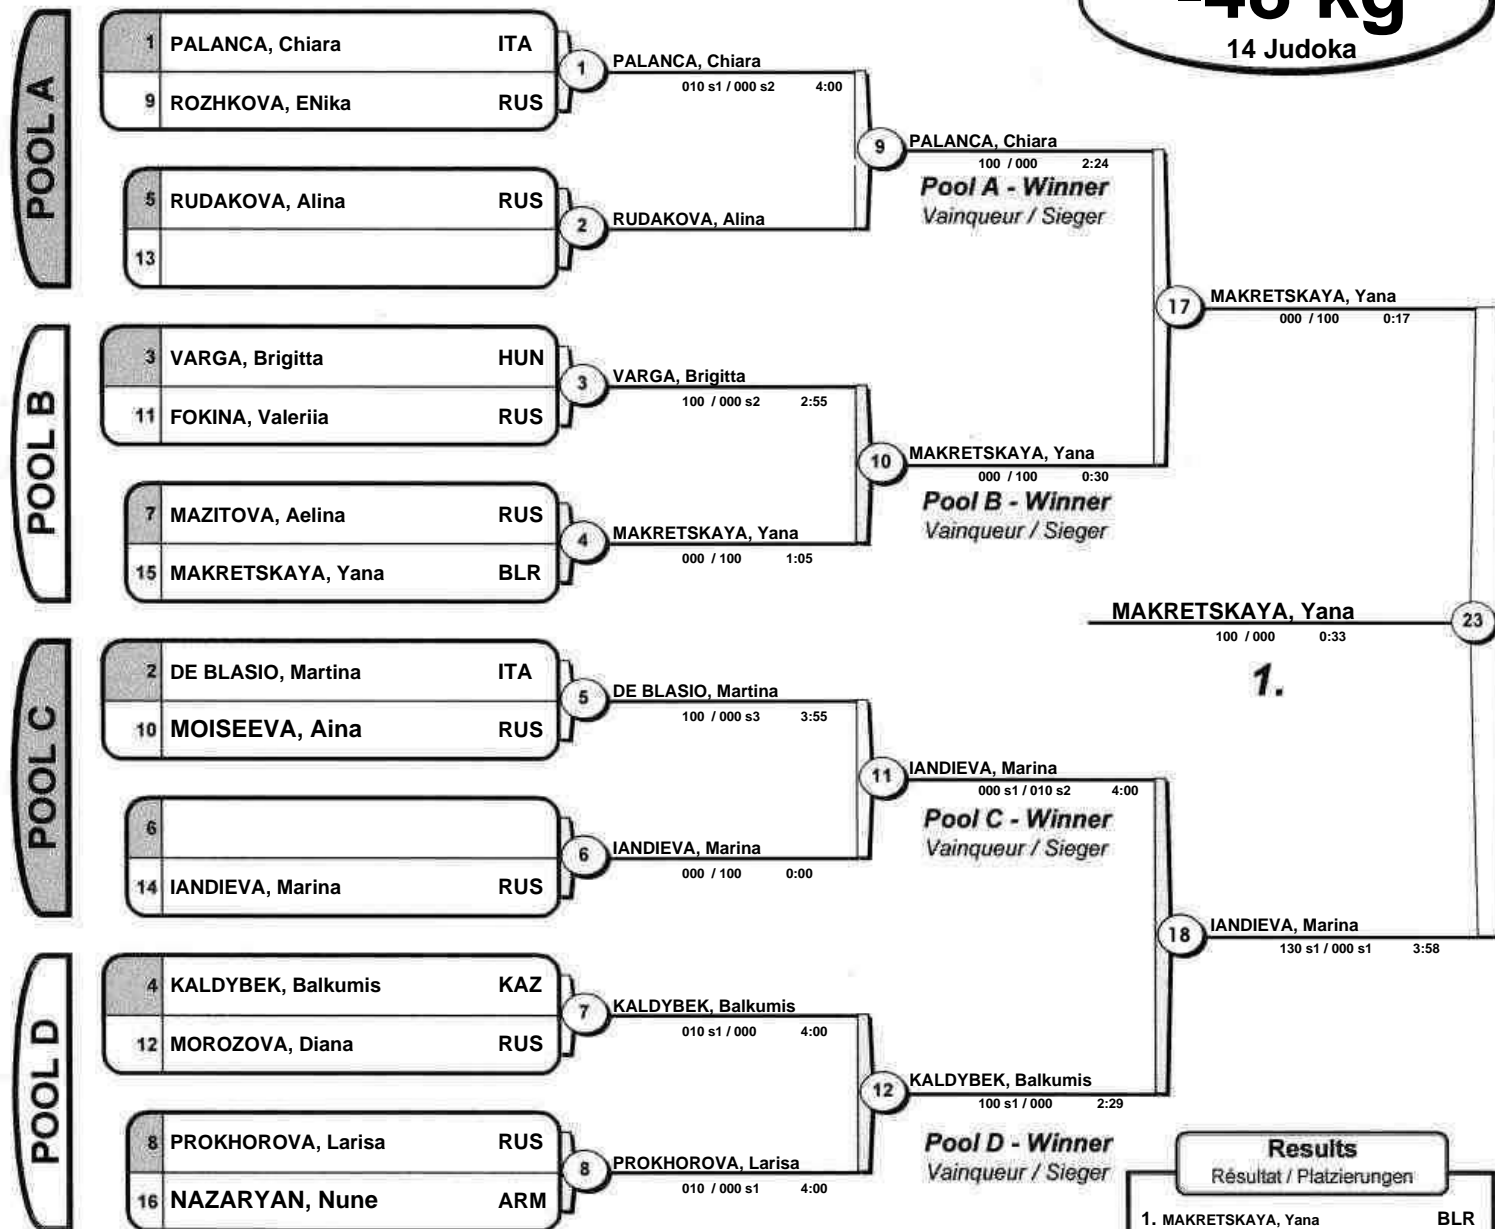 -48 kg
14 Judoka
POOL A
1 PALANCA, Chiara ITA
9 ROZHKOVA, ENika RUS
5 RUDAKOVA, Alina RUS
13
1 PALANCA, Chiara
010 s1 / 000 s2 4:00
2 RUDAKOVA, Alina
9 PALANCA, Chiara
100 / 000 2:24
Pool A - Winner
Vainqueur / Sieger
POOL B
3 VARGA, Brigitta HUN
11 FOKINA, Valeriia RUS
7 MAZITOVA, Aelina RUS
15 MAKRETSKAYA, Yana BLR
3 VARGA, Brigitta
100 / 000 s2 2:55
4 MAKRETSKAYA, Yana
000 / 100 1:05
10 MAKRETSKAYA, Yana
000 / 100 0:30
Pool B - Winner
Vainqueur / Sieger
17 MAKRETSKAYA, Yana
000 / 100 0:17
MAKRETSKAYA, Yana 23
100 / 000 0:33
1.
POOL C
2 DE BLASIO, Martina ITA
10 MOISEEVA, Aina RUS
6
14 IANDIEVA, Marina RUS
5 DE BLASIO, Martina
100 / 000 s3 3:55
6 IANDIEVA, Marina
000 / 100 0:00
11 IANDIEVA, Marina
000 s1 / 010 s2 4:00
Pool C - Winner
Vainqueur / Sieger
POOL D
4 KALDYBEK, Balkumis KAZ
12 MOROZOVA, Diana RUS
8 PROKHOROVA, Larisa RUS
16 NAZARYAN, Nune ARM
7 KALDYBEK, Balkumis
010 s1 / 000 4:00
8 PROKHOROVA, Larisa
010 / 000 s1 4:00
12 KALDYBEK, Balkumis
100 s1 / 000 2:29
Pool D - Winner
Vainqueur / Sieger
18 IANDIEVA, Marina
130 s1 / 000 s1 3:58
Results
Résultat / Platzierungen
1. MAKRETSKAYA, Yana BLR